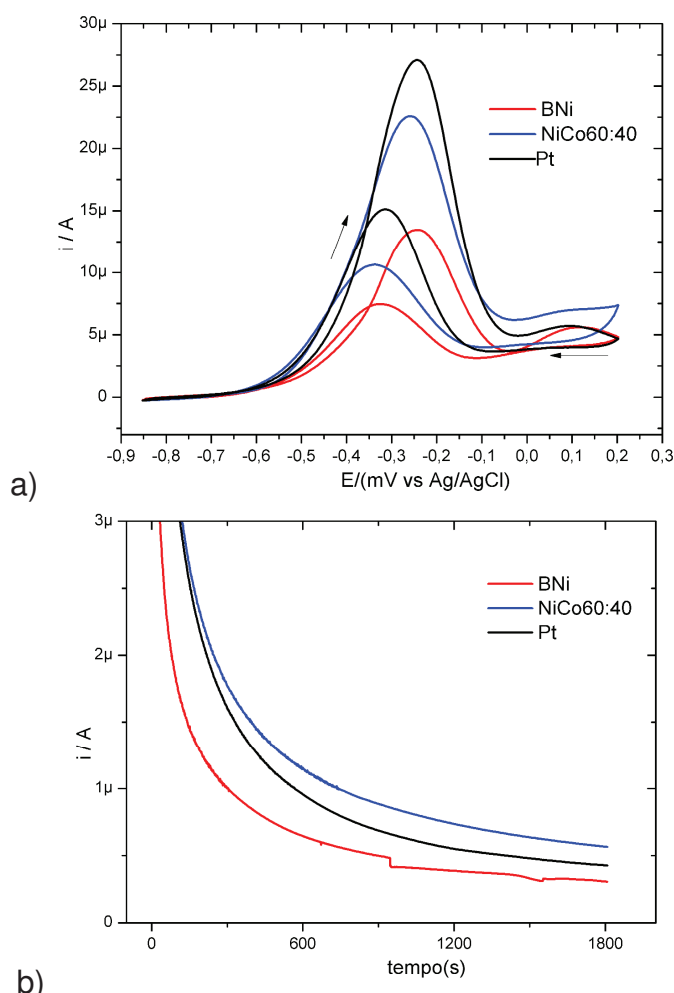 30µ
25µ
20µ
15µ
10µ
5µ
0
i / A
BNi
NiCo60:40
Pt
-0,9 -0,8 -0,7 -0,6 -0,5 -0,4 -0,3 -0,2 -0,1 0,0 0,1 0,2 0,3
E/(mV vs Ag/AgCl)
a)
3µ
2µ
1µ
0
i / A
BNi
NiCo60:40
Pt
0 600 1200 1800
tempo(s)
b)